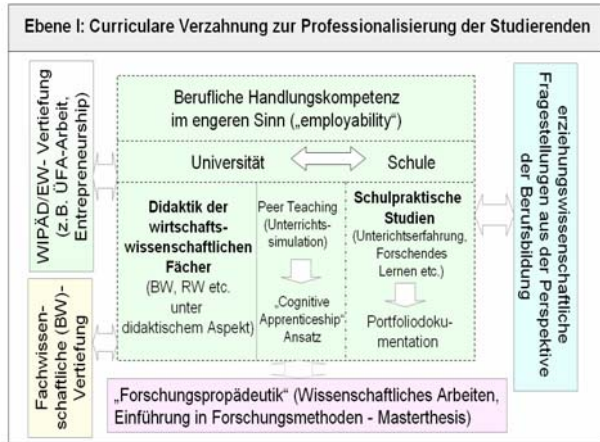 Ebene I: Curriculare Verzahnung zur Professionalisierung der Studierenden
WIPÄD/EW- Vertiefung
(z.B. ÜFA-Arbeit,
Entrepreneurship)
Fachwissen-
schaftliche (BW)-
Vertiefung
Berufliche Handlungskompetenz
im engeren Sinn („employability“)
Universität
Schule
Didaktik der
wirtschafts-
wissenschaftlichen
Fächer
(BW, RW etc.
unter
didaktischem Aspekt)
Peer Teaching
(Unterrichts-
simulation)
„Cognitive
Apprenticeship“
Ansatz
Schulpraktische
Studien
(Unterichtserfahrung,
Forschendes
Lernen etc.)
Portfoliodoku-
mentation
erziehungswissenschaftliche
Fragestellungen aus der Perspektive
der Berufsbildung
„Forschungspropädeutik“ (Wissenschaftliches Arbeiten,
Einführung in Forschungsmethoden - Masterthesis)